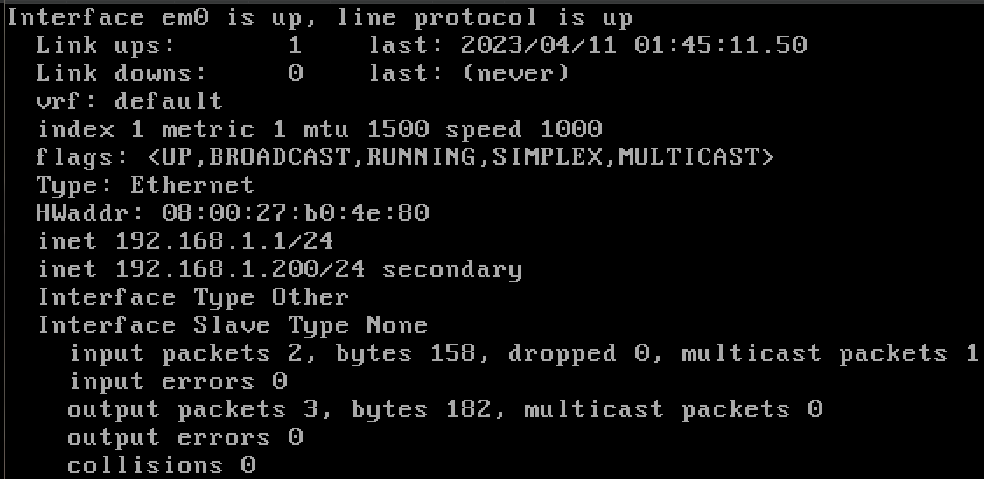 Interface em0 is up, line protocol is up
Link ups: 1 last: 2023/04/11 01:45:11.50
Link downs: 0 last: (never)
vrf: default
index 1 metric 1 mtu 1500 speed 1000
flags: <UP,BROADCAST,RUNNING,SIMPLEX,MULTICAST>
Type: Ethernet
HWaddr: 08:00:27:b0:4e:80
inet 192.168.1.1/24
inet 192.168.1.200/24 secondary
Interface Type Other
Interface Slave Type None
input packets 2, bytes 158, dropped 0, multicast packets 1
input errors 0
output packets 3, bytes 182, multicast packets 0
output errors 0
collisions 0